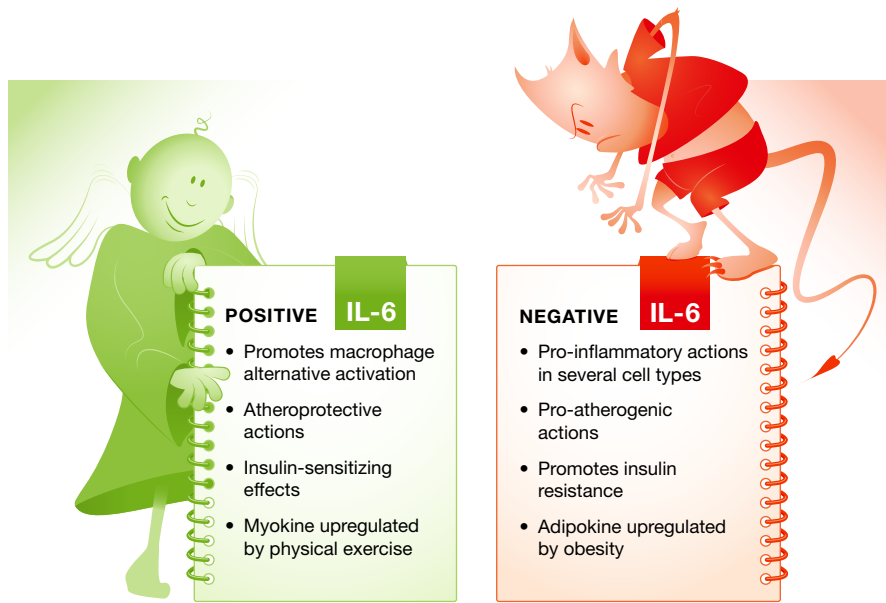 POSITIVE IL-6
• Promotes macrophage
alternative activation
• Atheroprotective
actions
• Insulin-sensitizing
effects
• Myokine upregulated
by physical exercise
NEGATIVE IL-6
• Pro-inflammatory actions
in several cell types
• Pro-atherogenic
actions
• Promotes insulin
resistance
• Adipokine upregulated
by obesity